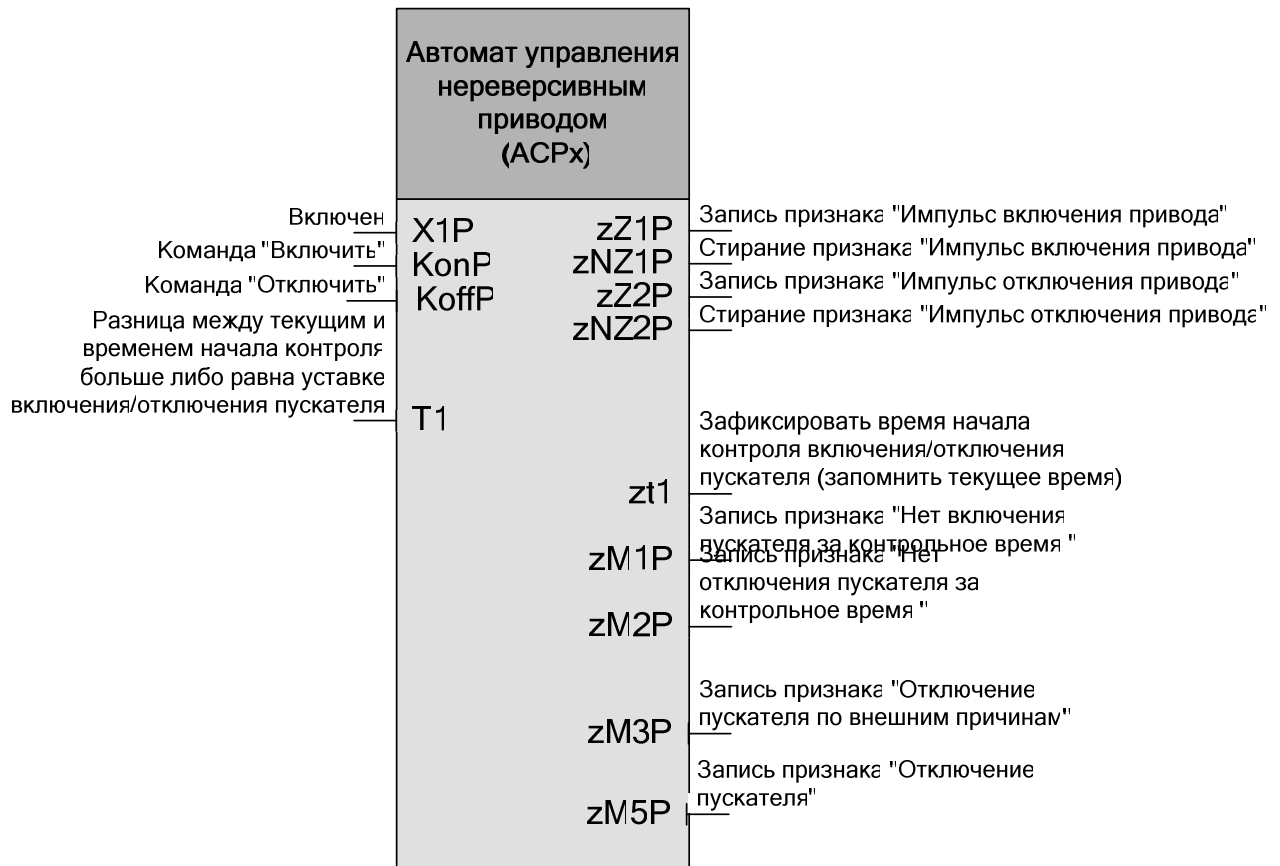 Автомат управления
нереверсивным
приводом
(ACPx)
Включен
Команда "Включить"
Команда "Отключить"
Разница между текущим и
временем начала контроля
больше либо равна уставке
включения/отключения пускателя
X1P
KonP
KoffP
T1
zZ1P
zNZ1P
zZ2P
zNZ2P
zt1
zM1P
zM2P
zM3P
zM5P
Запись признака "Импульс включения привода"
Стирание признака "Импульс включения привода"
Запись признака "Импульс отключения привода"
Стирание признака "Импульс отключения привода"
Зафиксировать время начала
контроля включения/отключения
пускателя (запомнить текущее время)
Запись признака "Нет включения
пускателя за контрольное время "
Запись признака "Нет
отключения пускателя за
контрольное время "
Запись признака "Отключение
пускателя по внешним причинам"
Запись признака "Отключение
пускателя"